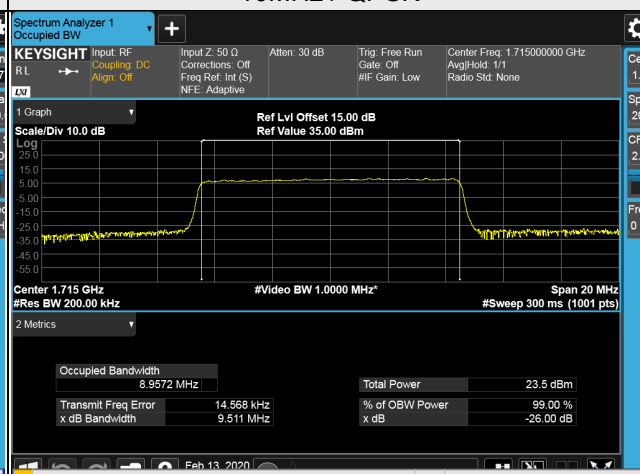 Spectrum Analyzer 1
Occupied BW
KEYSIGHT
RL
LXI
Input: RF
Coupling: DC
Align: Off
Input Z: 50 Ω
Corrections: Off
Freq Ref: Int (S)
NFE: Adaptive
Atten: 30 dB
Trig: Free Run
Gate: Off
#IF Gain: Low
Center Freq: 1.715000000 GHz
Avg|Hold: 1/1
Radio Std: None
1 Graph
Scale/Div 10.0 dB
Ref Lvl Offset 15.00 dB
Ref Value 35.00 dBm
Log
25.0
15.0
5.00
-5.00
-15.0
-25.0
-35.0
-45.0
-55.0
Center 1.715 GHz
#Res BW 200.00 kHz
#Video BW 1.0000 MHz*
Span 20 MHz
#Sweep 300 ms (1001 pts)
2 Metrics
Occupied Bandwidth
8.9572 MHz
Transmit Freq Error 14.568 kHz
x dB Bandwidth 9.511 MHz
Total Power 23.5 dBm
% of OBW Power 99.00 %
x dB -26.00 dB
Feb 13, 2020